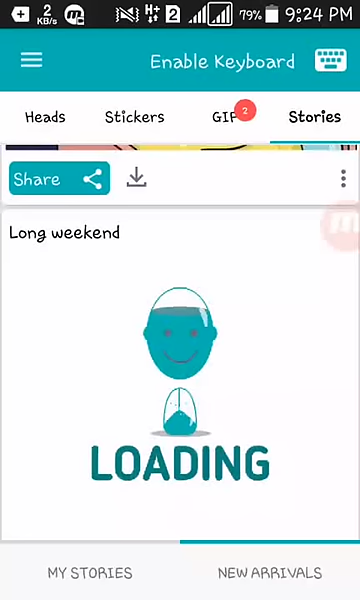 2
KB/s
H+
2
79%
9:24 PM
Enable Keyboard
Heads
Stickers
GIF
2
Stories
Share
Long weekend
LOADING
MY STORIES
NEW ARRIVALS